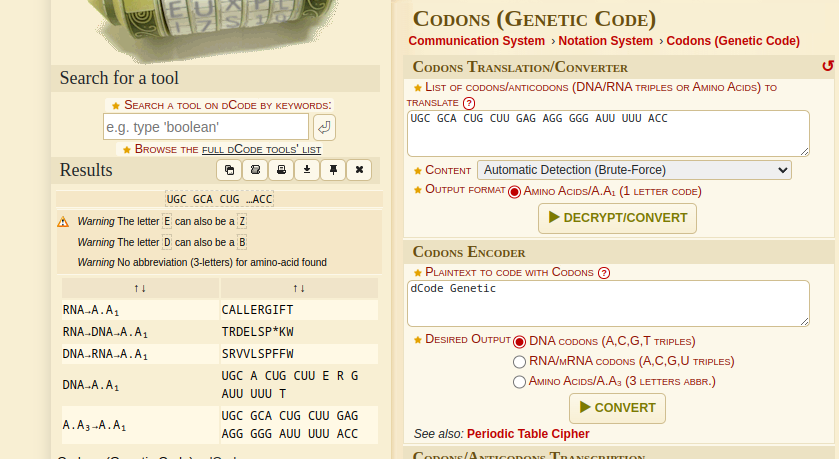 EUXPL
17510
Search for a tool
★ Search a tool on dCode by keywords:
e.g. type 'boolean'
★ Browse the full dCode tools' list
Results
UGC GCA CUG …ACC
Warning The letter E can also be a Z
Warning The letter D can also be a B
Warning No abbreviation (3-letters) for amino-acid found
↑↓ ↑↓
RNA→A.A₁ CALLERGIFT
RNA→DNA→A.A₁ TRDELSP*KW
DNA→RNA→A.A₁ SRVVLSPFFW
DNA→A.A₁ UGC A CUG CUU E R G
AUU UUU T
A.A₃→A.A₁ UGC GCA CUG CUU GAG
AGG GGG AUU UUU ACC
Codons (Genetic Code)
Communication System › Notation System › Codons (Genetic Code)
Codons Translation/Converter
★ List of codons/anticodons (DNA/RNA triples or Amino Acids) to
translate ?
UGC GCA CUG CUU GAG AGG GGG AUU UUU ACC
★ Content Automatic Detection (Brute-Force)
★ Output format Amino Acids/A.A₁ (1 letter code)
▶ DECRYPT/CONVERT
Codons Encoder
★ Plaintext to code with Codons ?
dCode Genetic
★ Desired Output DNA codons (A,C,G,T triples)
RNA/mRNA codons (A,C,G,U triples)
Amino Acids/A.A₃ (3 letters abbr.)
▶ CONVERT
See also: Periodic Table Cipher
Codons/Anticodons Transcription